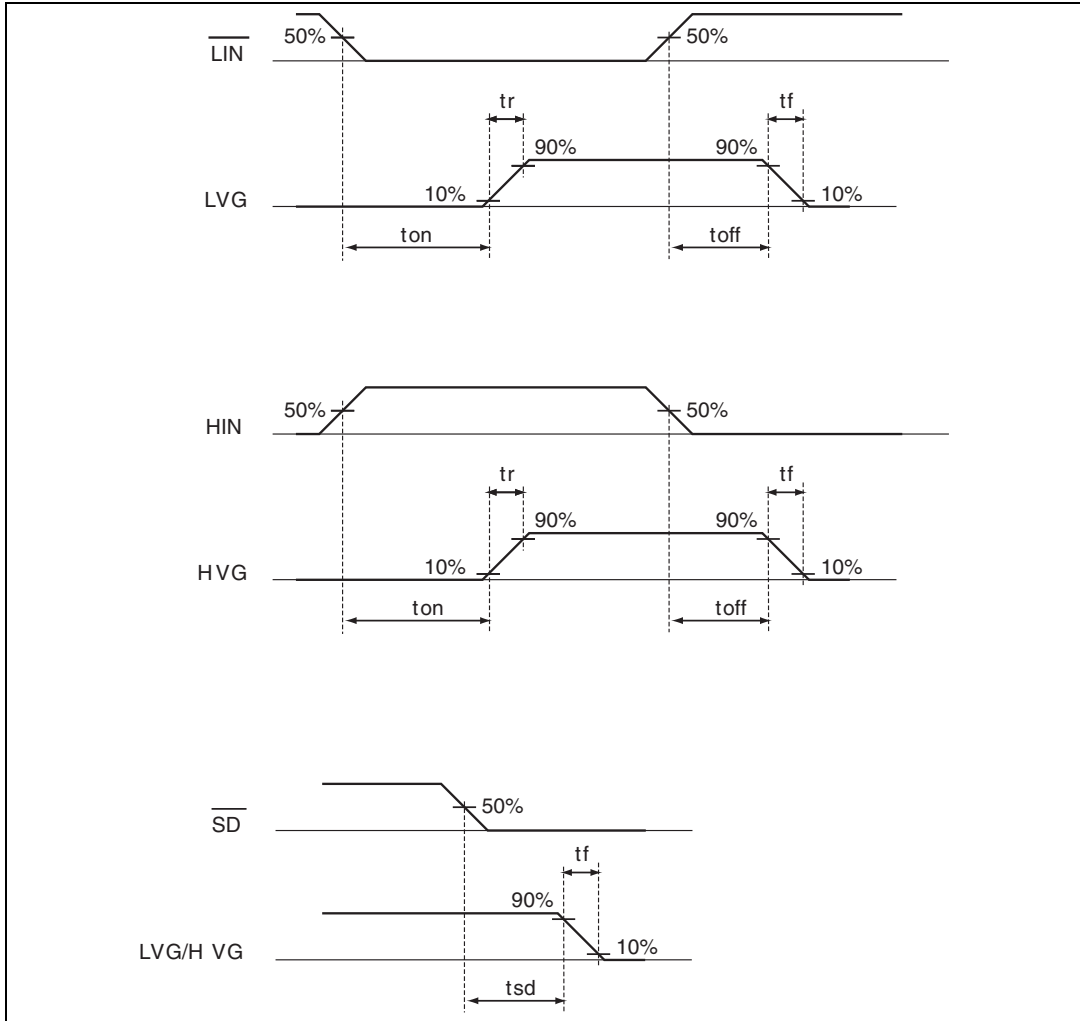 50% 50%
LIN
tr tf
90% 90%
LVG 10% 10%
ton toff
50% 50%
HIN
tr tf
90% 90%
HVG 10% 10%
ton toff
50%
SD
tf
90%
LVG/H VG 10%
tsd